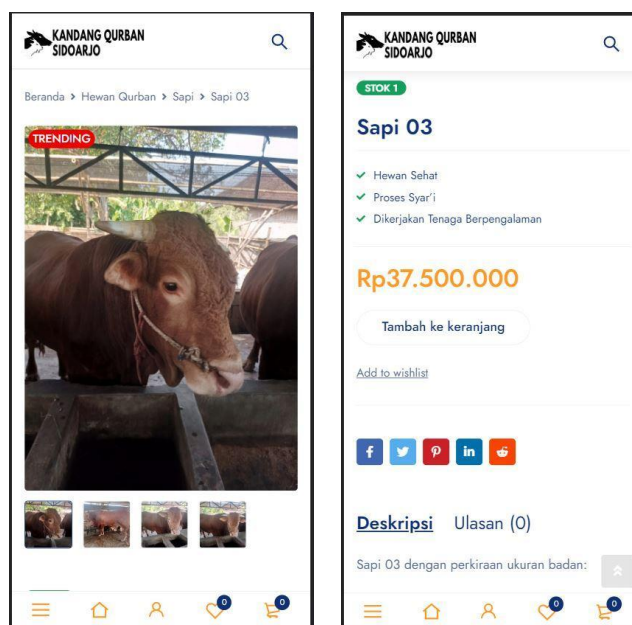 KANDANG QURBAN
SIDOARJO
Beranda > Hewan Qurban > Sapi > Sapi 03
TRENDING
0
0
KANDANG QURBAN
SIDOARJO
STOK 1
Sapi 03
Hewan Sehat
Proses Syar'i
Dikerjakan Tenaga Berpengalaman
Rp37.500.000
Tambah ke keranjang
Add to wishlist
Deskripsi Ulasan (0)
Sapi 03 dengan perkiraan ukuran badan:
0
0